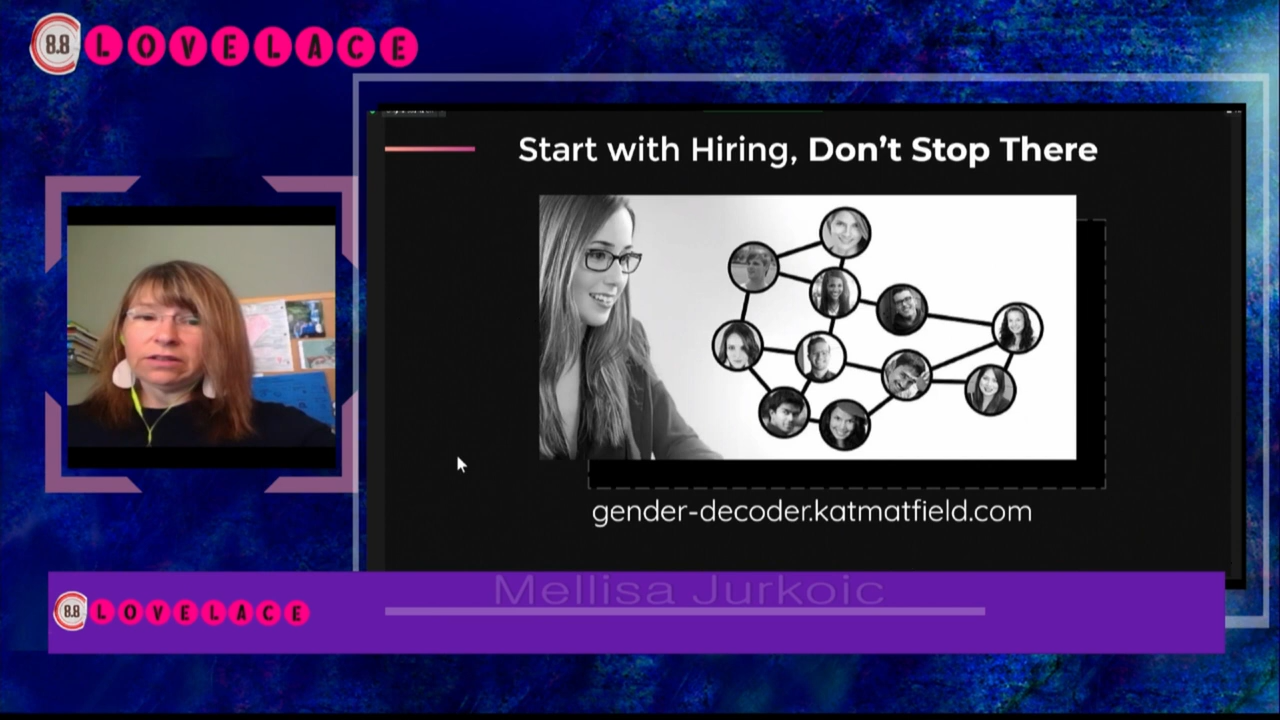 8.8 LOVELACE
Start with Hiring, Don't Stop There
gender-decoder.katmatfield.com
Mellisa Jurkoic
8.8 LOVELACE